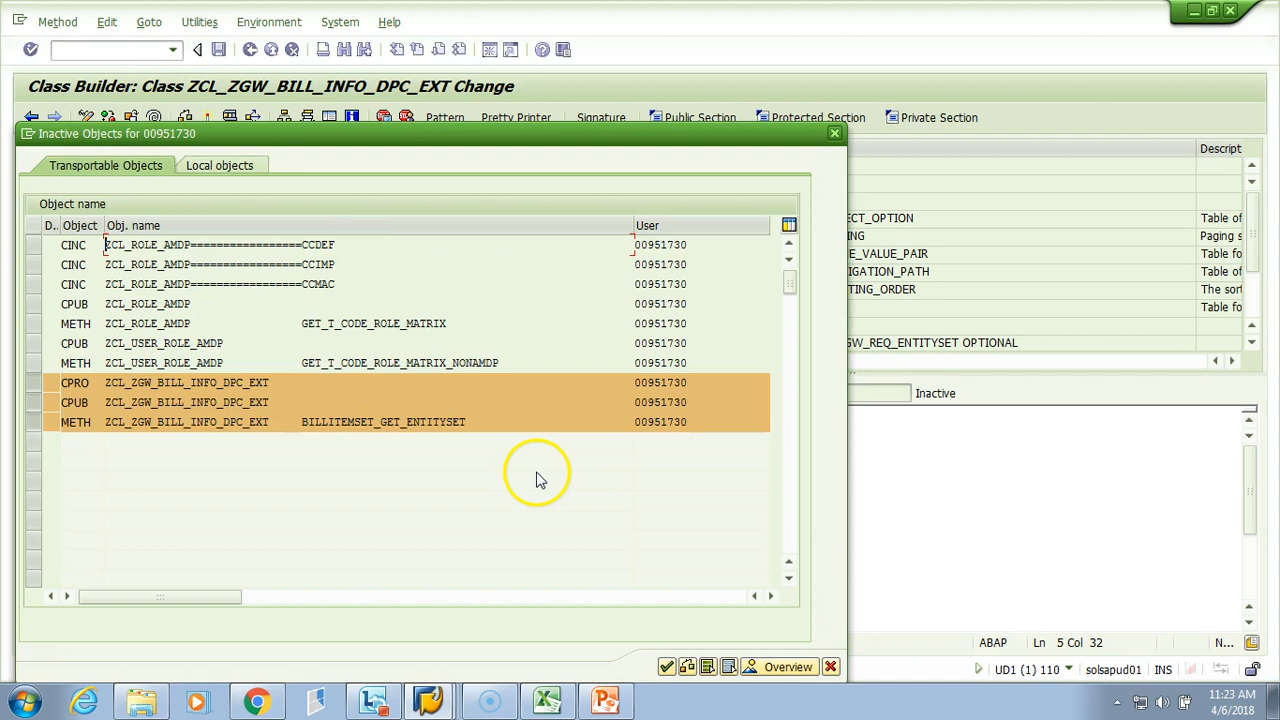 Method Edit Goto Utilities Environment System Help
Class Builder: Class ZCL_ZGW_BILL_INFO_DPC_EXT Change
Pattern Pretty Printer Signature Public Section Protected Section Private Section
Inactive Objects for 00951730
Transportable Objects Local objects
Descript
Object name
D.. Object Obj. name User
ECT_OPTION Table of
CINC ZCL_ROLE_AMDP=================CCDEF 00951730
ING Paging s
CINC ZCL_ROLE_AMDP=================CCIMP 00951730
E_VALUE_PAIR Table fo
IGATION_PATH Table of
CINC ZCL_ROLE_AMDP=================CCMAC 00951730
TING_ORDER The sort
CPUB ZCL_ROLE_AMDP 00951730
Table fo
METH ZCL_ROLE_AMDP GET_T_CODE_ROLE_MATRIX 00951730
CPUB ZCL_USER_ROLE_AMDP 00951730
GW_REQ_ENTITYSET OPTIONAL
METH ZCL_USER_ROLE_AMDP GET_T_CODE_ROLE_MATRIX_NONAMDP 00951730
CPRO ZCL_ZGW_BILL_INFO_DPC_EXT 00951730
Inactive
CPUB ZCL_ZGW_BILL_INFO_DPC_EXT 00951730
METH ZCL_ZGW_BILL_INFO_DPC_EXT BILLITEMSET_GET_ENTITYSET 00951730
ABAP Ln 5 Col 32 N...
Overview
UD1 (1) 110 solsapud01 INS
11:23 AM
4/6/2018